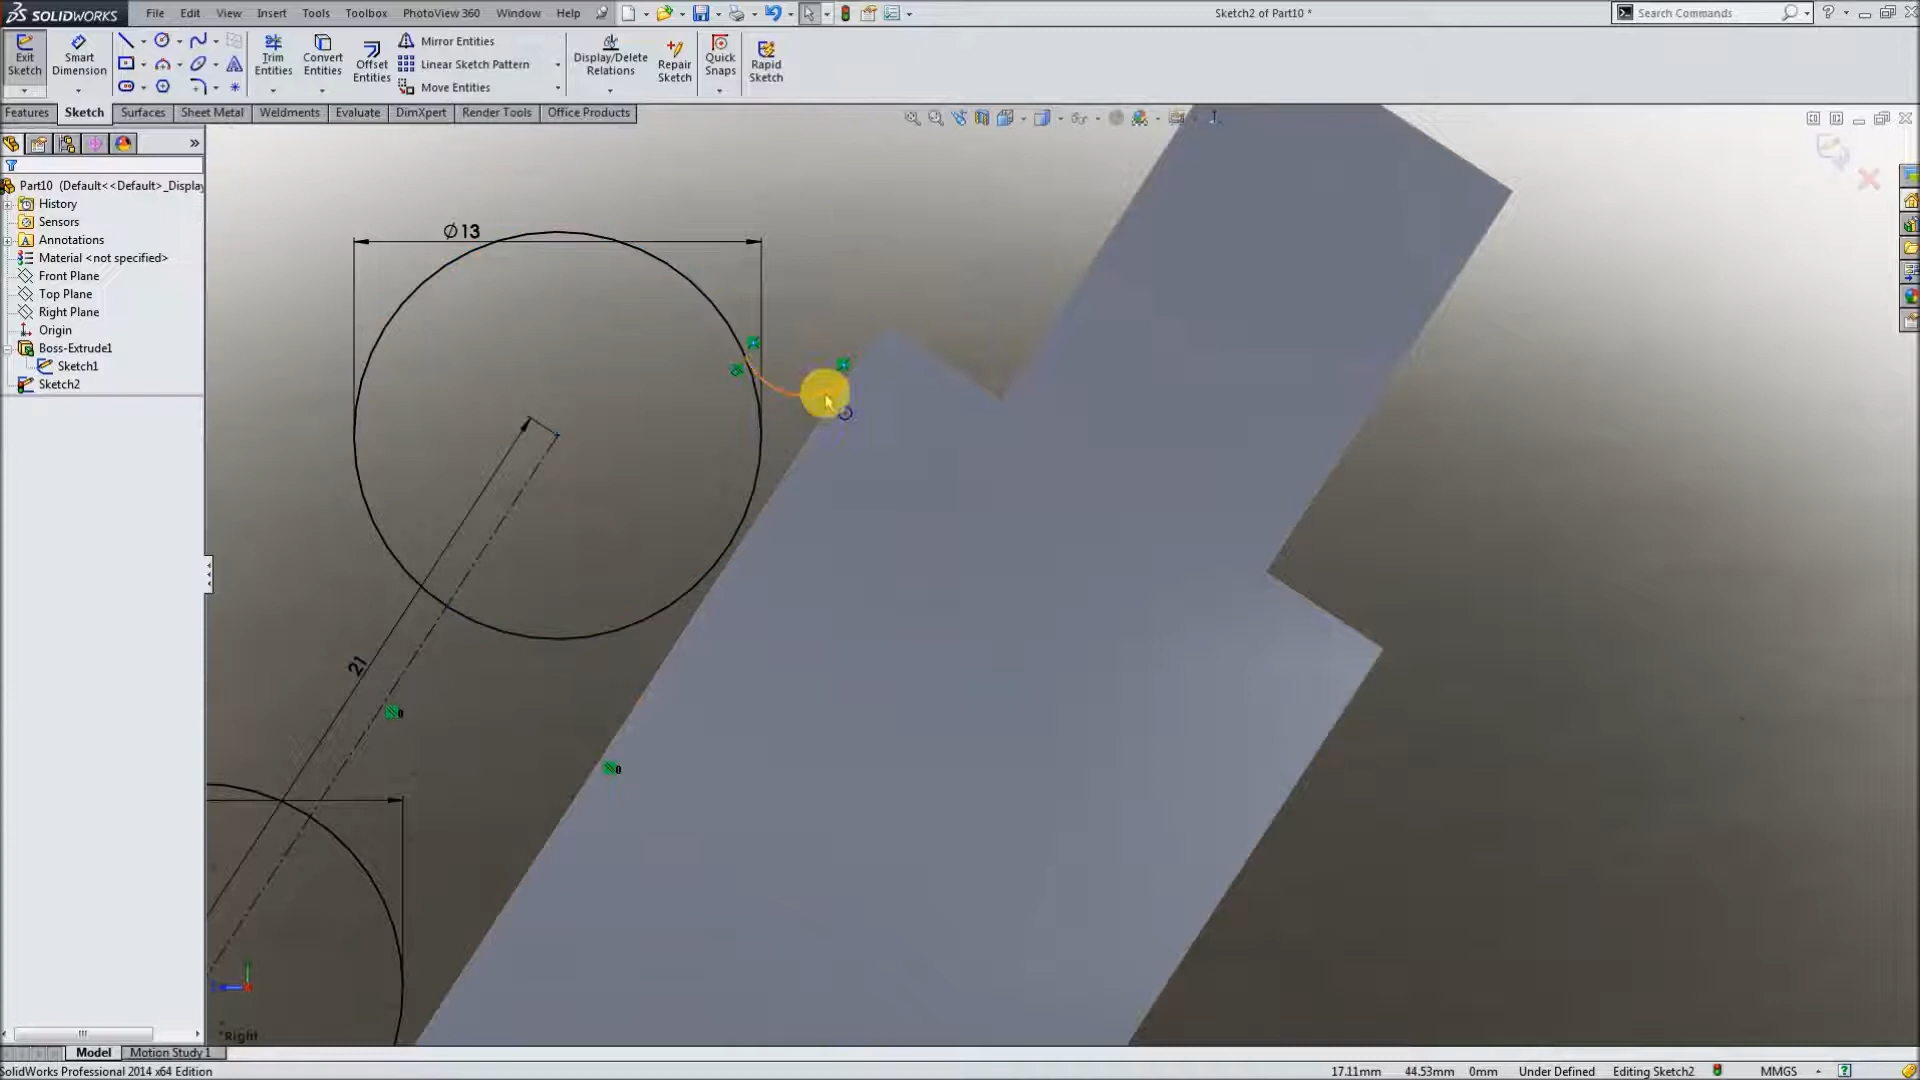 SOLIDWORKS
File
Edit
View
Insert
Tools
Toolbox
PhotoView 360
Window
Help
Sketch2 of Part10 *
Search Commands
Exit
Sketch
Smart
Dimension
Trim
Entities
Convert
Entities
Offset
Entities
Mirror Entities
Linear Sketch Pattern
Move Entities
Display/Delete
Relations
Repair
Sketch
Quick
Snaps
Rapid
Sketch
Features
Sketch
Surfaces
Sheet Metal
Weldments
Evaluate
DimXpert
Render Tools
Office Products
Part10 (Default<<Default>_Display
History
Sensors
Annotations
Material <not specified>
Front Plane
Top Plane
Right Plane
Origin
Boss-Extrude1
Sketch1
Sketch2
∅13
21
0
0
*Right
Model
Motion Study 1
SolidWorks Professional 2014 x64 Edition
17.11mm
44.53mm
0mm
Under Defined
Editing Sketch2
MMGS